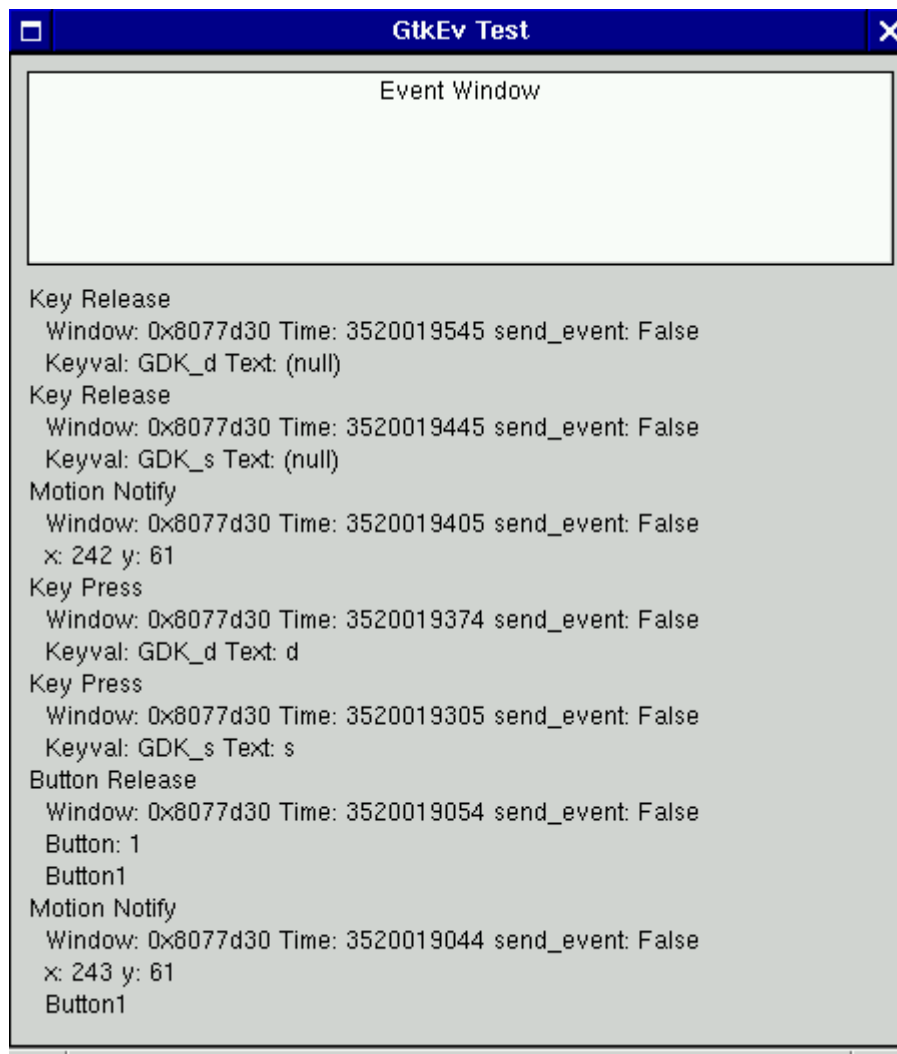 GtkEv Test
Event Window
Key Release
Window: 0x8077d30 Time: 3520019545 send_event: False
Keyval: GDK_d Text: (null)
Key Release
Window: 0x8077d30 Time: 3520019445 send_event: False
Keyval: GDK_s Text: (null)
Motion Notify
Window: 0x8077d30 Time: 3520019405 send_event: False
x: 242 y: 61
Key Press
Window: 0x8077d30 Time: 3520019374 send_event: False
Keyval: GDK_d Text: d
Key Press
Window: 0x8077d30 Time: 3520019305 send_event: False
Keyval: GDK_s Text: s
Button Release
Window: 0x8077d30 Time: 3520019054 send_event: False
Button: 1
Button1
Motion Notify
Window: 0x8077d30 Time: 3520019044 send_event: False
x: 243 y: 61
Button1